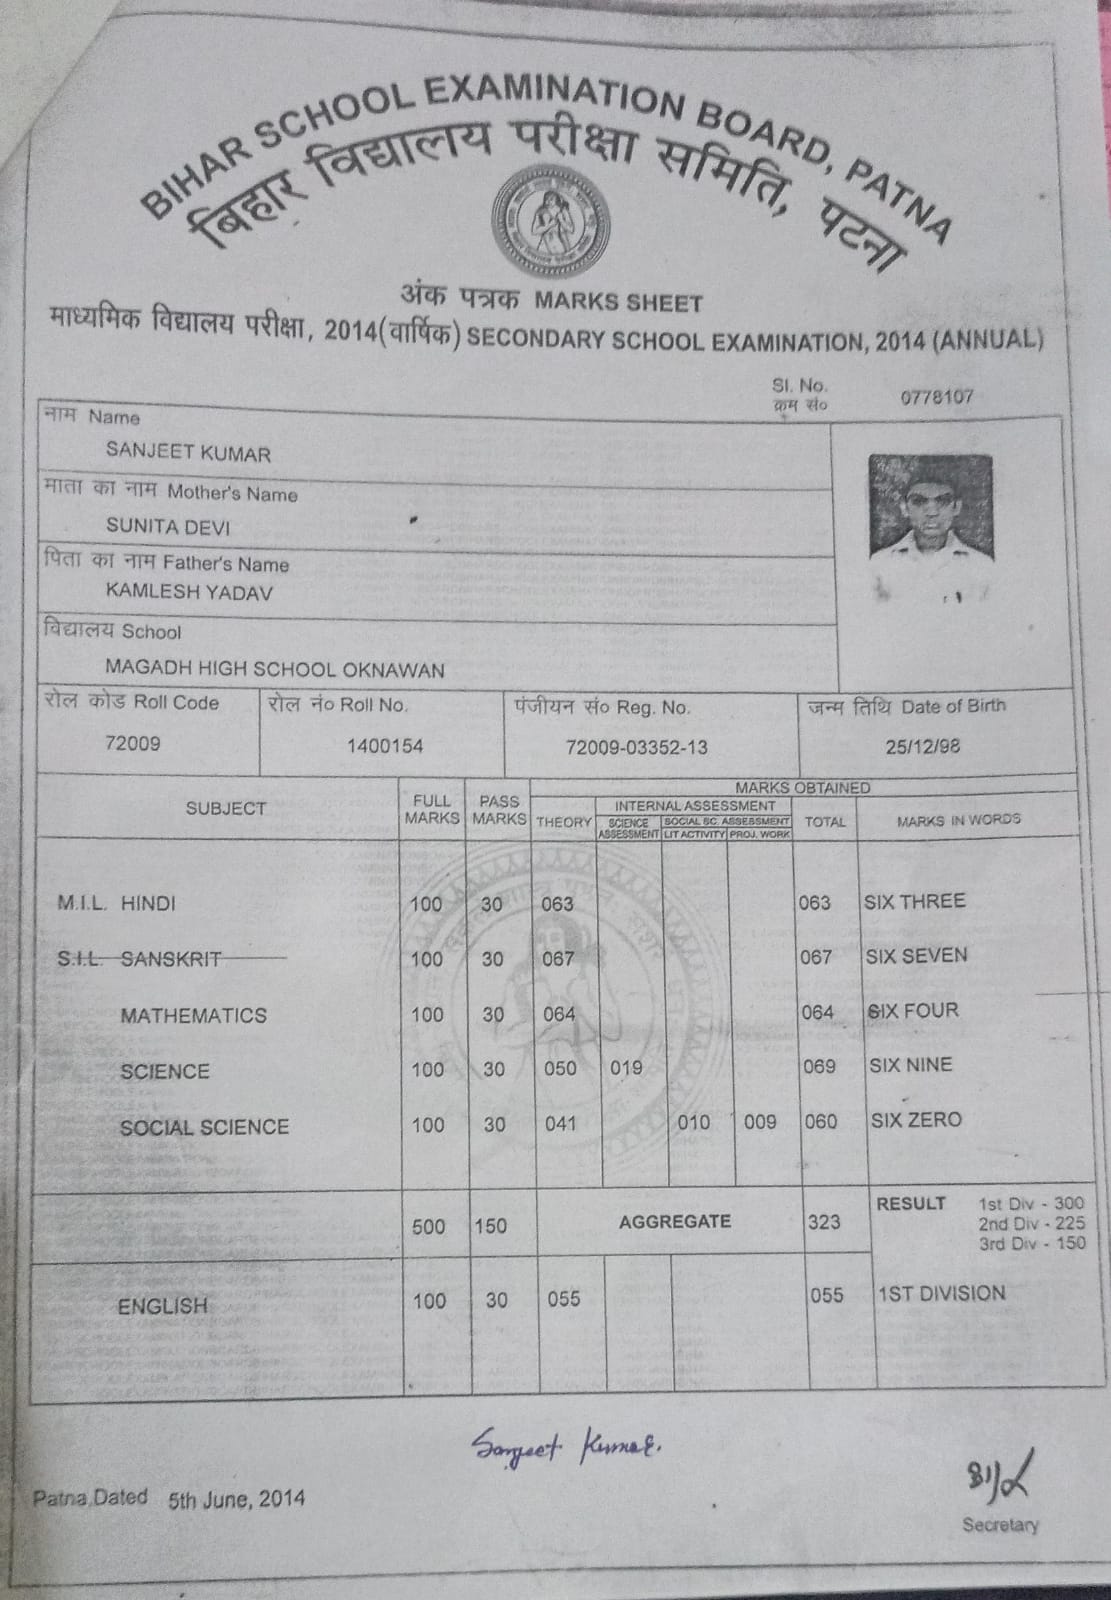 BIHAR SCHOOL EXAMINATION BOARD, PATNA
बिहार विद्यालय परीक्षा समिति, पटना
अंक पत्रक MARKS SHEET
माध्यमिक विद्यालय परीक्षा, 2014(वार्षिक) SECONDARY SCHOOL EXAMINATION, 2014 (ANNUAL)
Sl. No.
क्रम सं० 0778107
नाम Name
SANJEET KUMAR
माता का नाम Mother's Name
SUNITA DEVI
पिता का नाम Father's Name
KAMLESH YADAV
विद्यालय School
MAGADH HIGH SCHOOL OKNAWAN
रोल कोड Roll Code रोल नं० Roll No. पंजीयन सं० Reg. No. जन्म तिथि Date of Birth
72009 1400154 72009-03352-13 25/12/98
MARKS OBTAINED
SUBJECT FULL MARKS PASS MARKS THEORY INTERNAL ASSESSMENT TOTAL MARKS IN WORDS
SCIENCE ASSESSMENT SOCIAL SC. ASSESSMENT
LIT ACTIVITY PROJ. WORK
M.I.L. HINDI 100 30 063 063 SIX THREE
S.I.L. SANSKRIT 100 30 067 067 SIX SEVEN
MATHEMATICS 100 30 064 064 SIX FOUR
SCIENCE 100 30 050 019 069 SIX NINE
SOCIAL SCIENCE 100 30 041 010 009 060 SIX ZERO
500 150 AGGREGATE 323 RESULT 1st Div - 300
2nd Div - 225
3rd Div - 150
ENGLISH 100 30 055 055 1ST DIVISION
Sanjeet Kumar.
Patna,Dated 5th June, 2014
Secretary